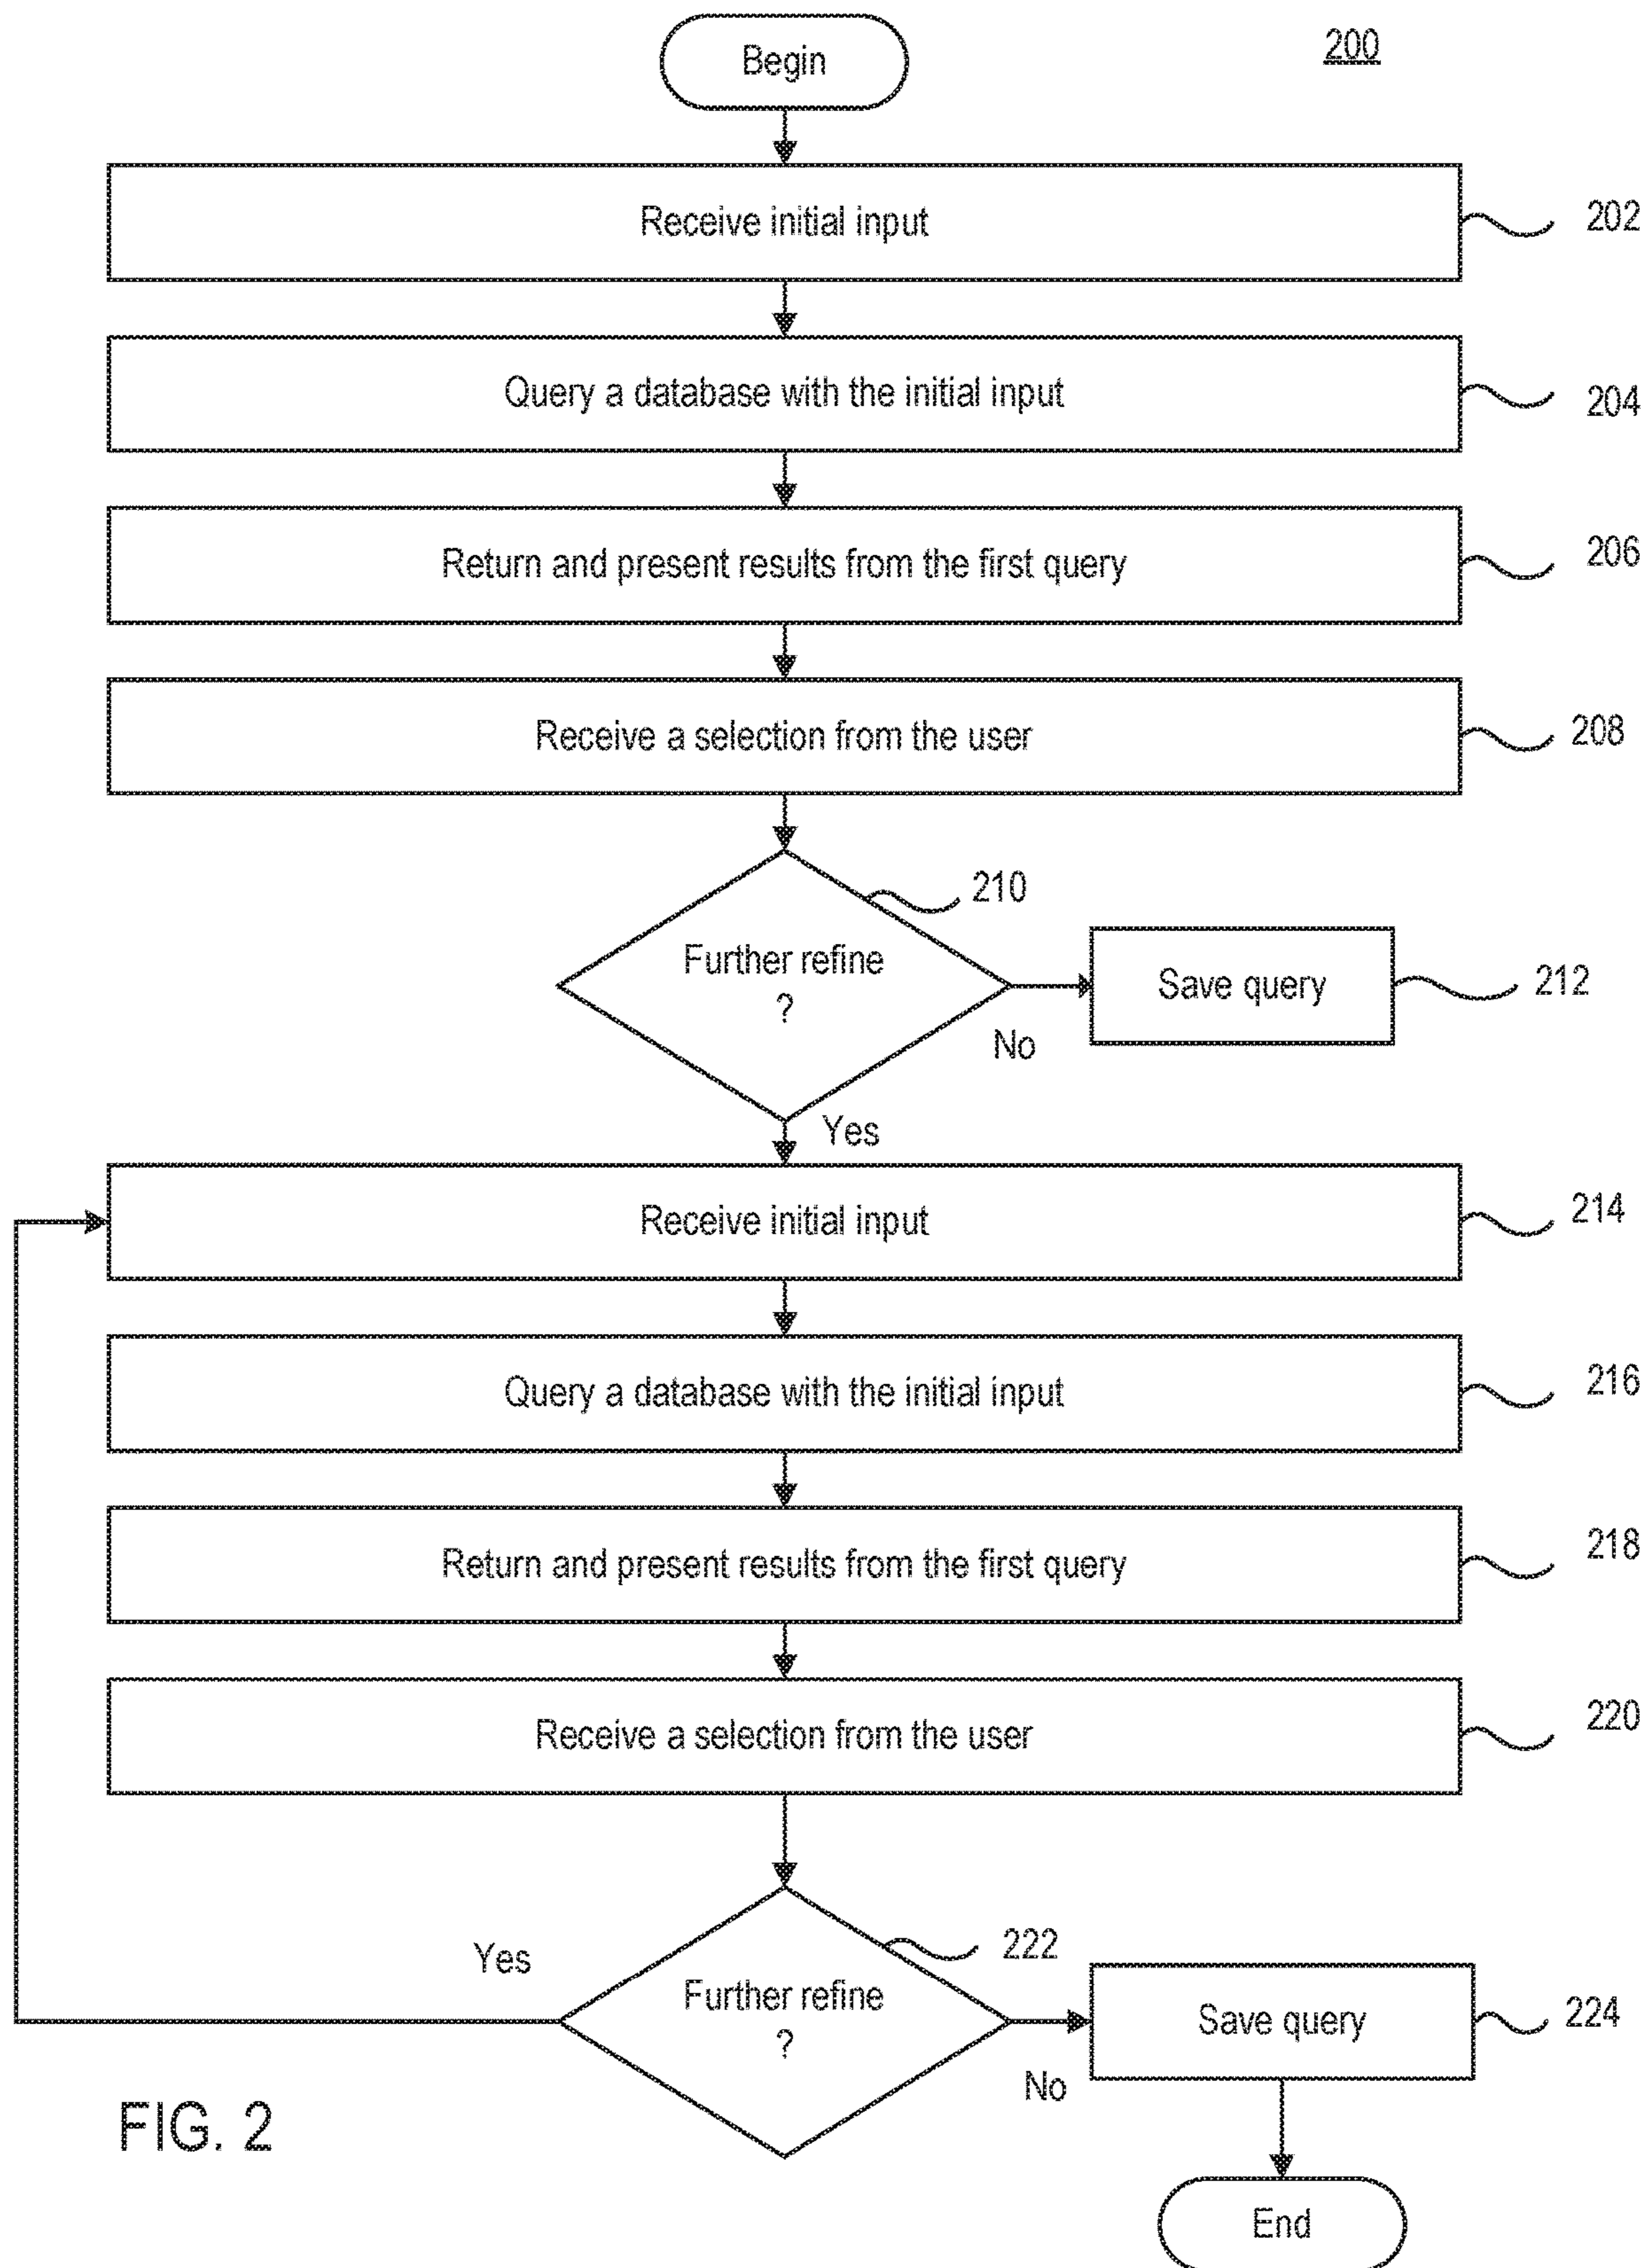 Begin
200
Receive initial input
202
Query a database with the initial input
204
Return and present results from the first query
206
Receive a selection from the user
208
210
Further refine
?
Save query
212
No
Yes
Receive initial input
214
Query a database with the initial input
216
Return and present results from the first query
218
Receive a selection from the user
220
Yes
222
Further refine
?
Save query
224
No
FIG. 2
End